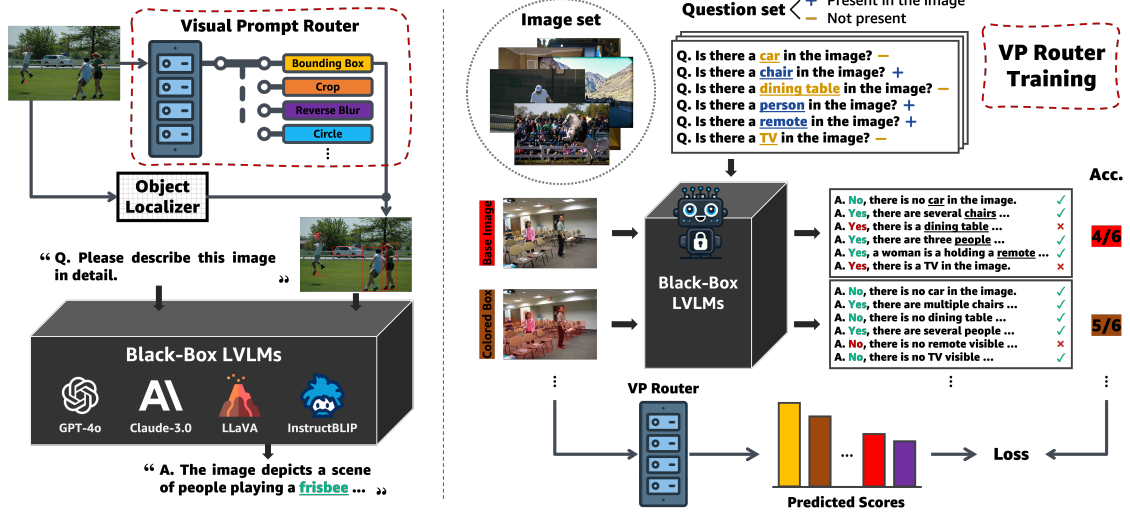 Visual Prompt Router
Bounding Box
Crop
Reverse Blur
Circle
Object
Localizer
“ Q. Please describe this image
in detail. ”
Black-Box LVLMs
GPT-4o
Claude-3.0
LLaVA
InstructBLIP
“ A. The image depicts a scene
of people playing a frisbee ... ”
Image set
Question set
+ Present in the image
− Not present
VP Router
Training
Q. Is there a car in the image? −
Q. Is there a chair in the image? +
Q. Is there a dining table in the image? −
Q. Is there a person in the image? +
Q. Is there a remote in the image? +
Q. Is there a TV in the image? −
Acc.
Base Image
Black-Box
LVLMs
A. No, there is no car in the image. ✓
A. Yes, there are several chairs ... ✓
A. Yes, there is a dining table ... ×
A. Yes, there are three people ... ✓
A. Yes, a woman is a holding a remote ... ✓
A. Yes, there is a TV in the image. ×
4/6
Colored Box
A. No, there is no car in the image. ✓
A. Yes, there are multiple chairs ... ✓
A. No, there is no dining table ... ✓
A. Yes, there are several people ... ✓
A. No, there is no remote visible ... ×
A. No, there is no TV visible ... ✓
5/6
VP Router
...
Predicted Scores
Loss